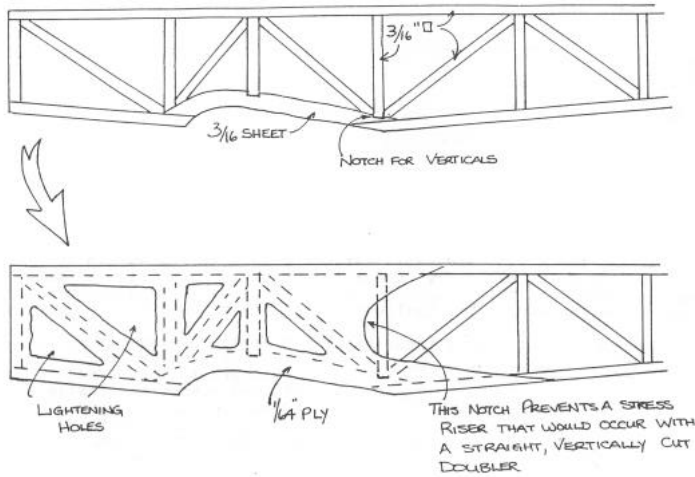 3/16" □
3/16 SHEET
NOTCH FOR VERTICALS
LIGHTENING
HOLES
1/64" PLY
THIS NOTCH PREVENTS A STRESS
RISER THAT WOULD OCCUR WITH
A STRAIGHT, VERTICALLY CUT
DOUBLER